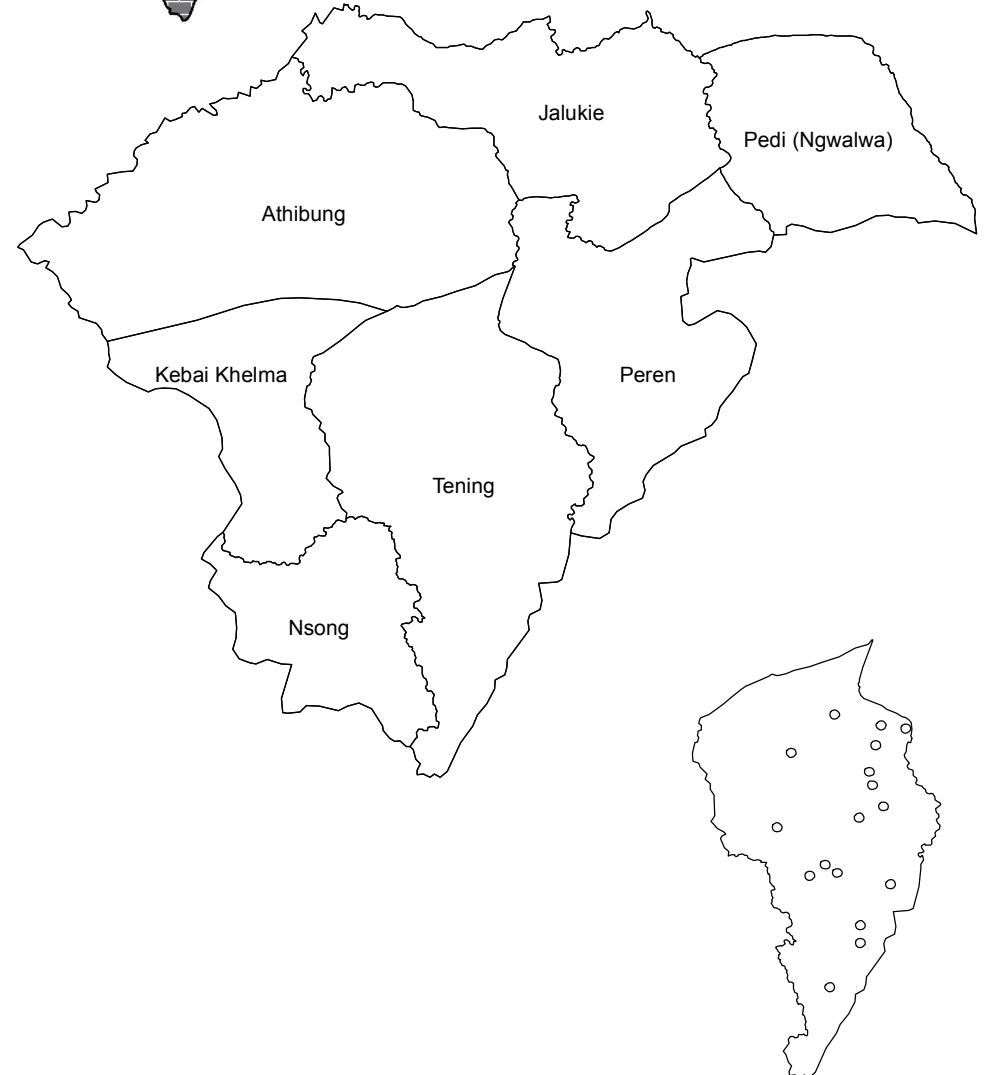 Jalukie
Pedi (Ngwalwa)
Athibung
Kebai Khelma
Peren
Tening
Nsong